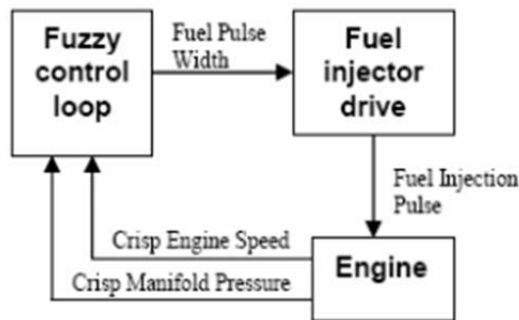 Fuzzy
control
loop
Fuel Pulse
Width
Fuel
injector
drive
Fuel Injection
Pulse
Crisp Engine Speed
Crisp Manifold Pressure
Engine